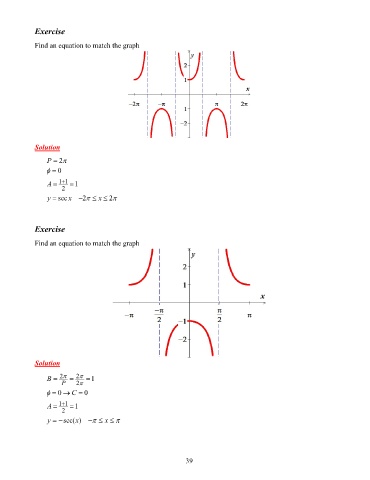 Exercise
Find an equation to match the graph
y
2
1
x
−2π −π π 2π
1
−2
Solution
P = 2π
ϕ = 0
A = 1+1/2 = 1
y = sec x −2π ≤ x ≤ 2π
Exercise
Find an equation to match the graph
y
2
1
x
−π −π/2 π/2 π
−1
−2
Solution
B = 2π/P = 2π/2π = 1
ϕ = 0 → C = 0
A = 1+1/2 = 1
y = −sec(x) −π ≤ x ≤ π
39